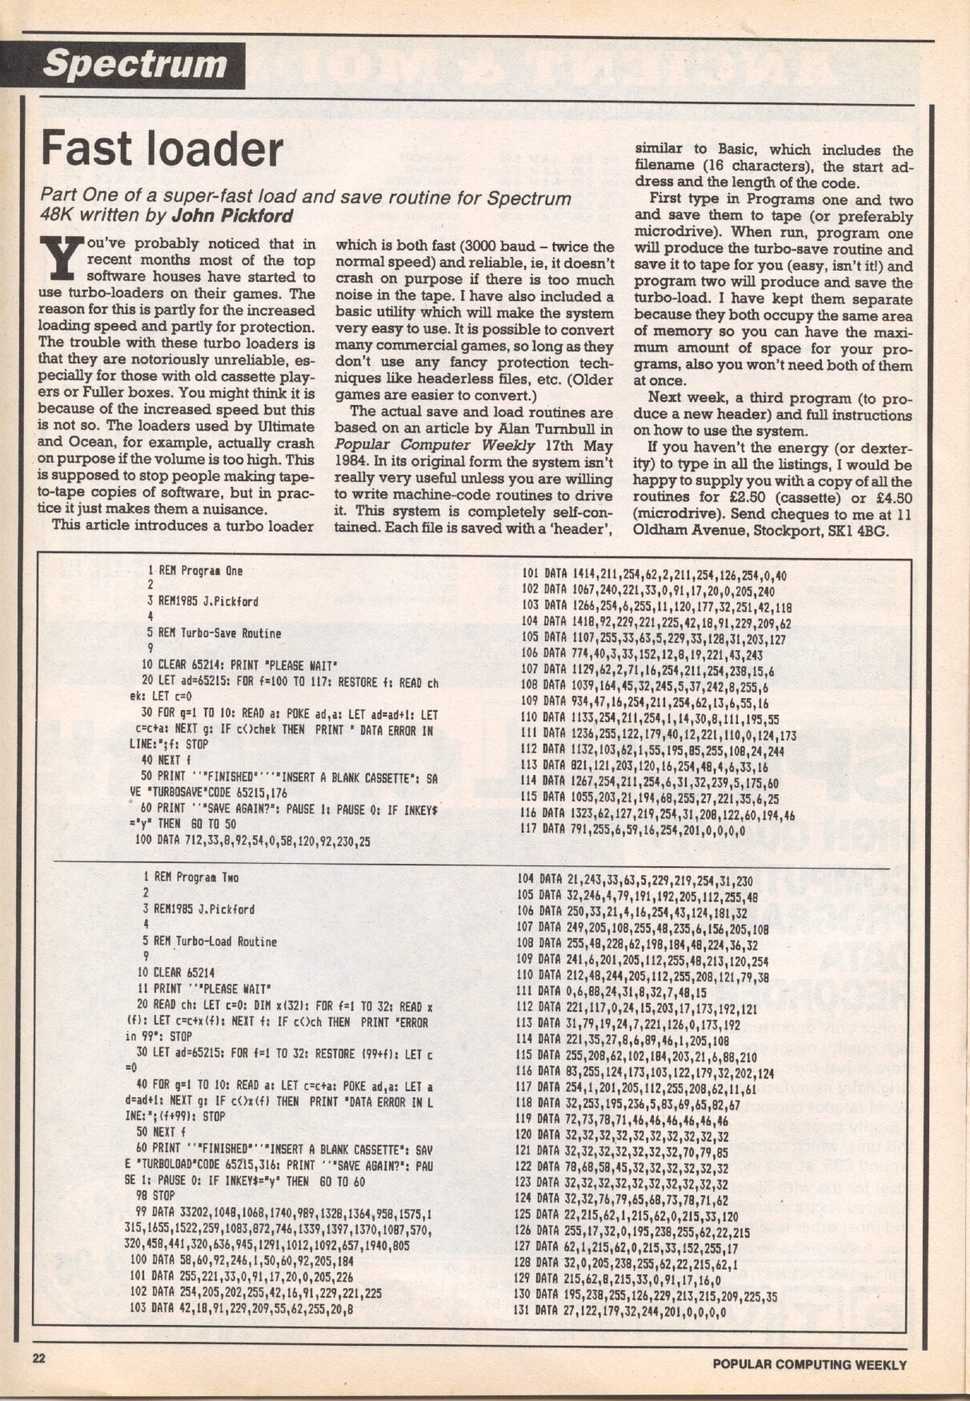 Spectrum
Fast loader
Part One of a super-fast load and save routine for Spectrum
48K written by John Pickford
You've probably noticed that in
recent months most of the top
software houses have started to
use turbo-loaders on their games. The
reason for this is partly for the increased
loading speed and partly for protection.
The trouble with these turbo loaders is
that they are notoriously unreliable, es-
pecially for those with old cassette play-
ers or Fuller boxes. You might think it is
because of the increased speed but this
is not so. The loaders used by Ultimate
and Ocean, for example, actually crash
on purpose if the volume is too high. This
is supposed to stop people making tape-
to-tape copies of software, but in prac-
tice it just makes them a nuisance.
This article introduces a turbo loader
which is both fast (3000 baud – twice the
normal speed) and reliable, ie, it doesn't
crash on purpose if there is too much
noise in the tape. I have also included a
basic utility which will make the system
very easy to use. It is possible to convert
many commercial games, so long as they
don't use any fancy protection tech-
niques like headerless files, etc. (Older
games are easier to convert.)
The actual save and load routines are
based on an article by Alan Turnbull in
Popular Computer Weekly 17th May
1984. In its original form the system isn't
really very useful unless you are willing
to write machine-code routines to drive
it. This system is completely self-con-
tained. Each file is saved with a 'header',
similar to Basic, which includes the
filename (16 characters), the start ad-
dress and the length of the code.
First type in Programs one and two
and save them to tape (or preferably
microdrive). When run, program one
will produce the turbo-save routine and
save it to tape for you (easy, isn't it!) and
program two will produce and save the
turbo-load. I have kept them separate
because they both occupy the same area
of memory so you can have the maxi-
mum amount of space for your pro-
grams, also you won't need both of them
at once.
Next week, a third program (to pro-
duce a new header) and full instructions
on how to use the system.
If you haven't the energy (or dexter-
ity) to type in all the listings, I would be
happy to supply you with a copy of all the
routines for £2.50 (cassette) or £4.50
(microdrive). Send cheques to me at 11
Oldham Avenue, Stockport, SK1 4BG.
1 REM Program One
2
3 REM1985 J.Pickford
4
5 REM Turbo-Save Routine
9
10 CLEAR 65214: PRINT "PLEASE WAIT"
20 LET ad=65215: FOR f=100 TO 117: RESTORE f: READ ch
ek: LET c=0
30 FOR g=1 TO 10: READ a: POKE ad,a: LET ad=ad+1: LET
c=c+a: NEXT g: IF c<>chek THEN PRINT " DATA ERROR IN
LINE:";f: STOP
40 NEXT f
50 PRINT ''"FINISHED"'''"INSERT A BLANK CASSETTE": SA
VE "TURBOSAVE"CODE 65215,176
60 PRINT ''"SAVE AGAIN?": PAUSE 1: PAUSE 0: IF INKEY$
="y" THEN GO TO 50
100 DATA 712,33,8,92,54,0,58,120,92,230,25
101 DATA 1414,211,254,62,2,211,254,126,254,0,40
102 DATA 1067,240,221,33,0,91,17,20,0,205,240
103 DATA 1266,254,6,255,11,120,177,32,251,42,118
104 DATA 1418,92,229,221,225,42,18,91,229,209,62
105 DATA 1107,255,33,63,5,229,33,128,31,203,127
106 DATA 774,40,3,33,152,12,8,19,221,43,243
107 DATA 1129,62,2,71,16,254,211,254,238,15,6
108 DATA 1039,164,45,32,245,5,37,242,8,255,6
109 DATA 934,47,16,254,211,254,62,13,6,55,16
110 DATA 1133,254,211,254,1,14,30,8,111,195,55
111 DATA 1236,255,122,179,40,12,221,110,0,124,173
112 DATA 1132,103,62,1,55,195,85,255,108,24,244
113 DATA 821,121,203,120,16,254,48,4,6,33,16
114 DATA 1267,254,211,254,6,31,32,239,5,175,60
115 DATA 1055,203,21,194,68,255,27,221,35,6,25
116 DATA 1323,62,127,219,254,31,208,122,60,194,46
117 DATA 791,255,6,59,16,254,201,0,0,0,0
1 REM Program Two
2
3 REM1985 J.Pickford
4
5 REM Turbo-Load Routine
9
10 CLEAR 65214
11 PRINT ''"PLEASE WAIT"
20 READ ch: LET c=0: DIM x(32): FOR f=1 TO 32: READ x
(f): LET c=c+x(f): NEXT f: IF c<>ch THEN PRINT "ERROR
in 99": STOP
30 LET ad=65215: FOR f=1 TO 32: RESTORE (99+f): LET c
=0
40 FOR g=1 TO 10: READ a: LET c=c+a: POKE ad,a: LET a
d=ad+1: NEXT g: IF c<>x(f) THEN PRINT "DATA ERROR IN L
INE:";(f+99): STOP
50 NEXT f
60 PRINT ''"FINISHED"''"INSERT A BLANK CASSETTE": SAV
E "TURBOLOAD"CODE 65215,316: PRINT ''"SAVE AGAIN?": PAU
SE 1: PAUSE 0: IF INKEY$="y" THEN GO TO 60
98 STOP
99 DATA 33202,1048,1068,1740,989,1328,1364,958,1575,1
315,1655,1522,259,1083,872,746,1339,1397,1370,1087,570,
320,458,441,320,636,945,1291,1012,1092,657,1940,805
100 DATA 58,60,92,246,1,50,60,92,205,184
101 DATA 255,221,33,0,91,17,20,0,205,226
102 DATA 254,205,202,255,42,16,91,229,221,225
103 DATA 42,18,91,229,209,55,62,255,20,8
104 DATA 21,243,33,63,5,229,219,254,31,230
105 DATA 32,246,4,79,191,192,205,112,255,48
106 DATA 250,33,21,4,16,254,43,124,181,32
107 DATA 249,205,108,255,48,235,6,156,205,108
108 DATA 255,48,228,62,198,184,48,224,36,32
109 DATA 241,6,201,205,112,255,48,213,120,254
110 DATA 212,48,244,205,112,255,208,121,79,38
111 DATA 0,6,88,24,31,8,32,7,48,15
112 DATA 221,117,0,24,15,203,17,173,192,121
113 DATA 31,79,19,24,7,221,126,0,173,192
114 DATA 221,35,27,8,6,89,46,1,205,108
115 DATA 255,208,62,102,184,203,21,6,88,210
116 DATA 83,255,124,173,103,122,179,32,202,124
117 DATA 254,1,201,205,112,255,208,62,11,61
118 DATA 32,253,195,236,5,83,69,65,82,67
119 DATA 72,73,78,71,46,46,46,46,46,46
120 DATA 32,32,32,32,32,32,32,32,32,32
121 DATA 32,32,32,32,32,32,32,70,79,85
122 DATA 78,68,58,45,32,32,32,32,32,32
123 DATA 32,32,32,32,32,32,32,32,32,32
124 DATA 32,32,76,79,65,68,73,78,71,62
125 DATA 22,215,62,1,215,62,0,215,33,120
126 DATA 255,17,32,0,195,238,255,62,22,215
127 DATA 62,1,215,62,0,215,33,152,255,17
128 DATA 32,0,205,238,255,62,22,215,62,1
129 DATA 215,62,8,215,33,0,91,17,16,0
130 DATA 195,238,255,126,229,213,215,209,225,35
131 DATA 27,122,179,32,244,201,0,0,0,0
22
POPULAR COMPUTING WEEKLY